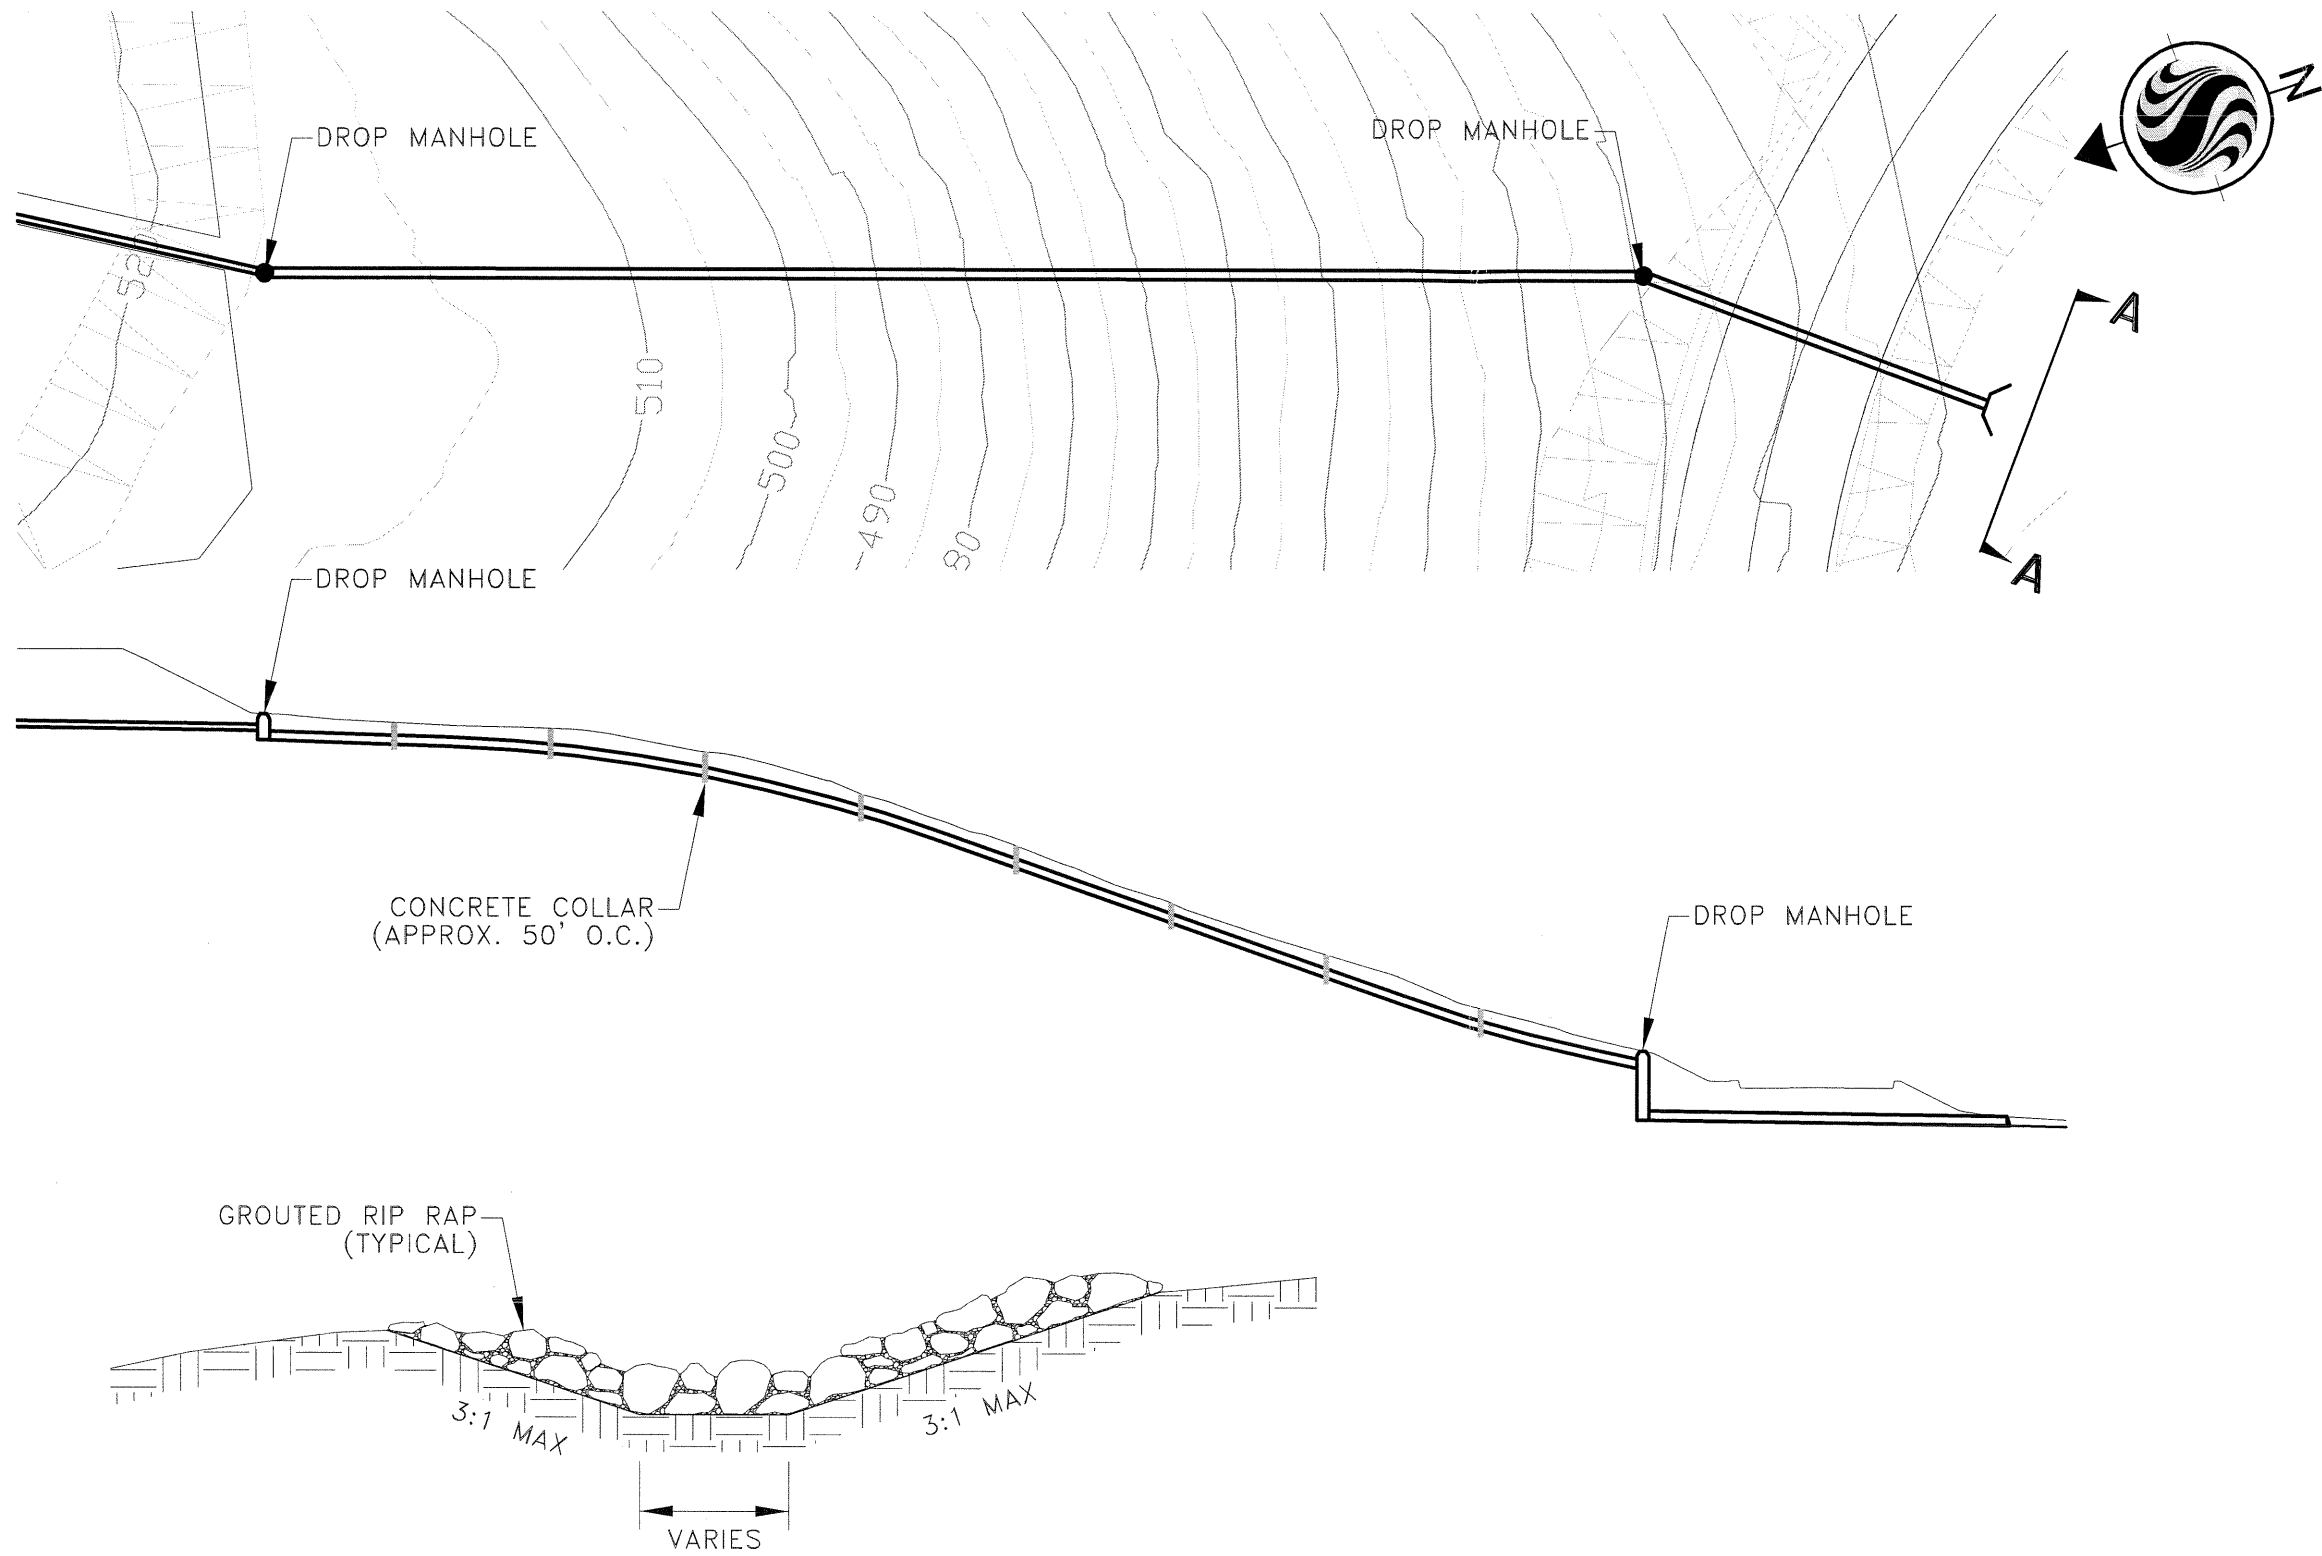 DROP MANHOLE
DROP MANHOLE
N
520
510
500
490
80
A
A
DROP MANHOLE
CONCRETE COLLAR
(APPROX. 50' O.C.)
DROP MANHOLE
GROUTED RIP RAP
(TYPICAL)
3:1 MAX
3:1 MAX
VARIES